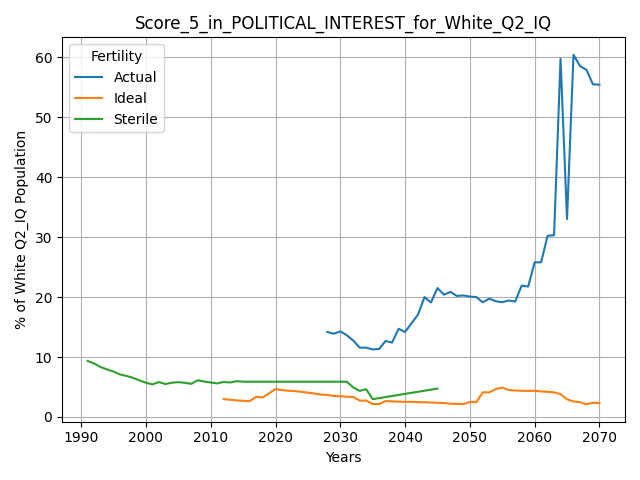 Score_5_in_POLITICAL_INTEREST_for_White_Q2_IQ
Fertility
Actual
Ideal
Sterile
% of White Q2_IQ Population
60
50
40
30
20
10
0
1990 2000 2010 2020 2030 2040 2050 2060 2070
Years